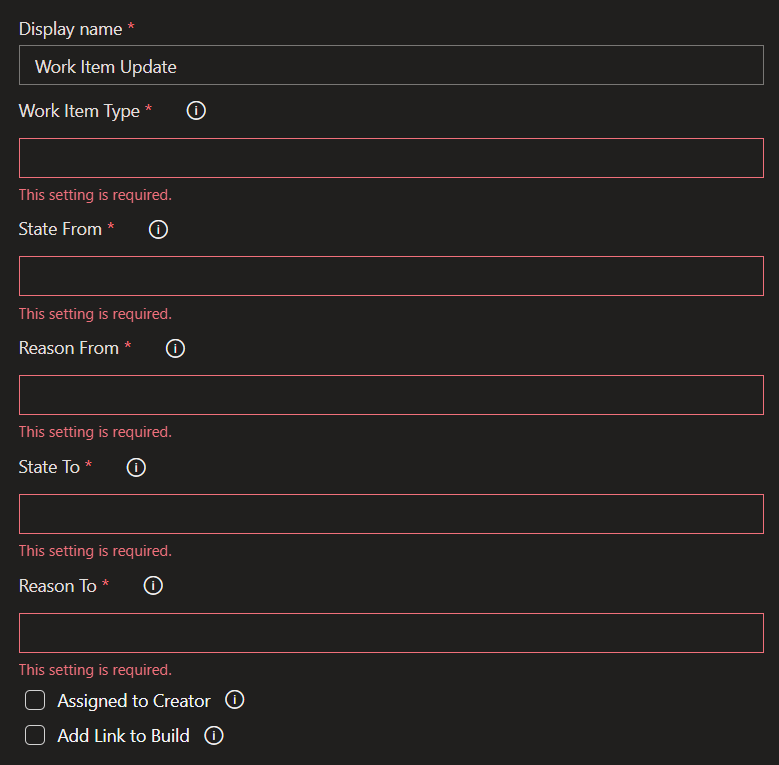 Display name *
Work Item Update
Work Item Type *
This setting is required.
State From *
This setting is required.
Reason From *
This setting is required.
State To *
This setting is required.
Reason To *
This setting is required.
Assigned to Creator
Add Link to Build